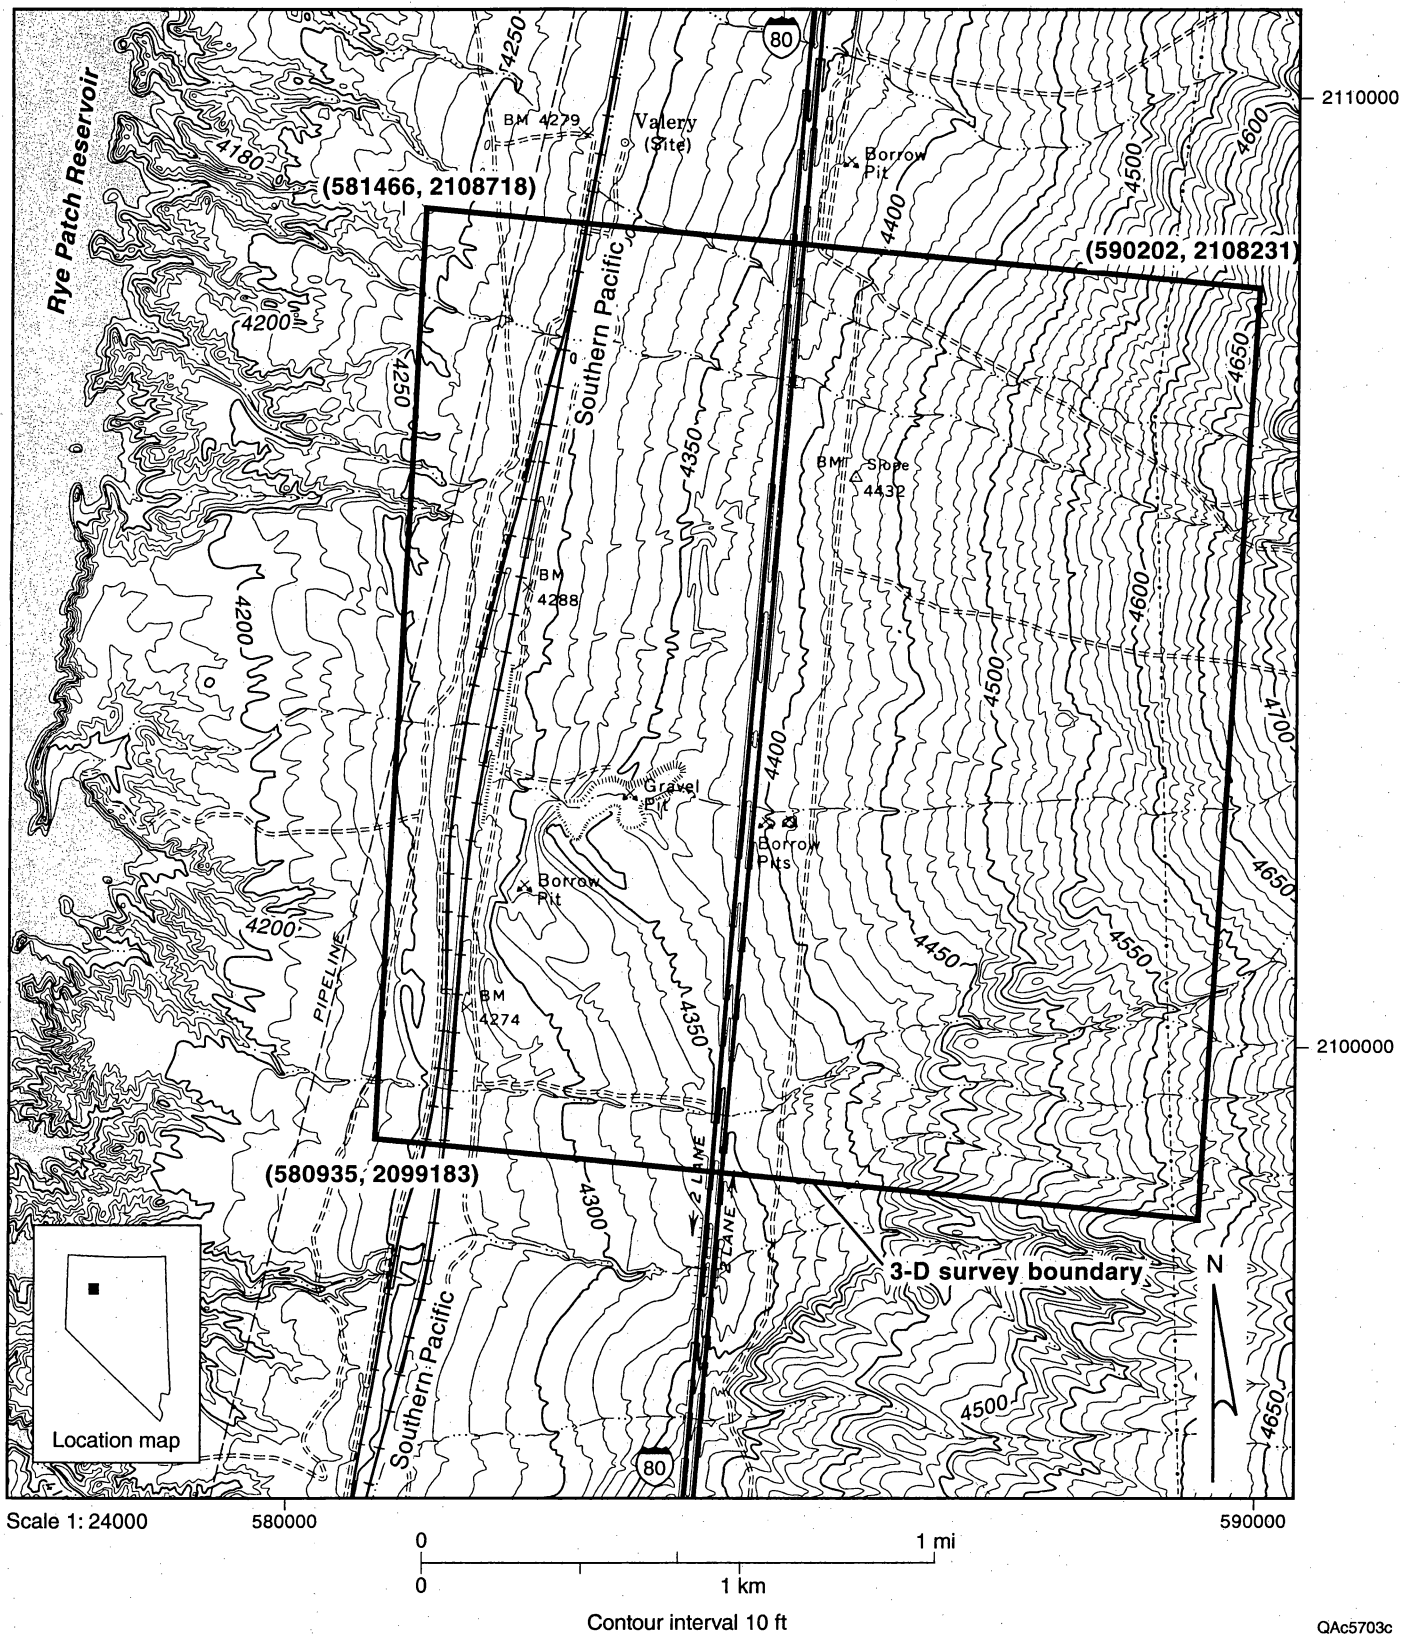 80
4250
2110000
Rye Patch Reservoir
BM 4279
Valery
(Site)
4180
Borrow
Pit
4500
4600
(581466, 2108718)
4400
(590202, 2108231)
Southern Pacific
4200
4250
4650
4350
BM
Slope
4432
BM
4288
4600
4200
4500
4700
4400
Gravel
Pit
Borrow
Pits
Borrow
Pit
4650
4200
4450
4550
PIPELINE
BM
4274
4350
2100000
(580935, 2099183)
2 LANE
4300
2 LANE
3-D survey boundary
N
Southern Pacific
4500
4650
Location map
80
Scale 1: 24000
580000
590000
0
1 mi
0
1 km
Contour interval 10 ft
QAc5703c